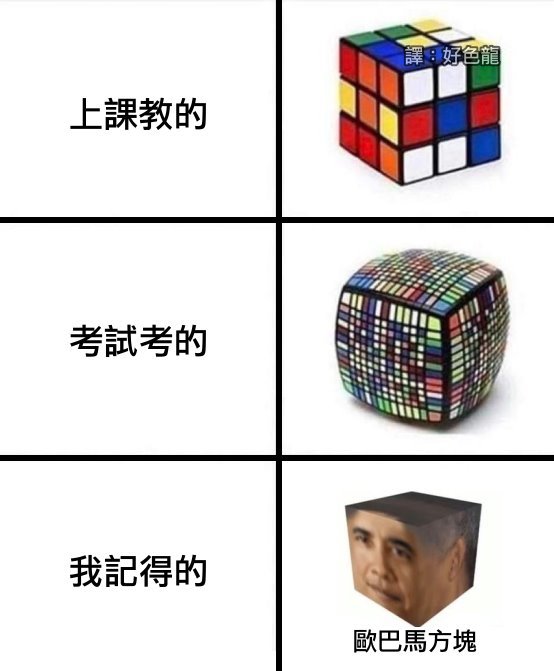 譯：好色龍
上課教的
考試考的
我記得的
歐巴馬方塊